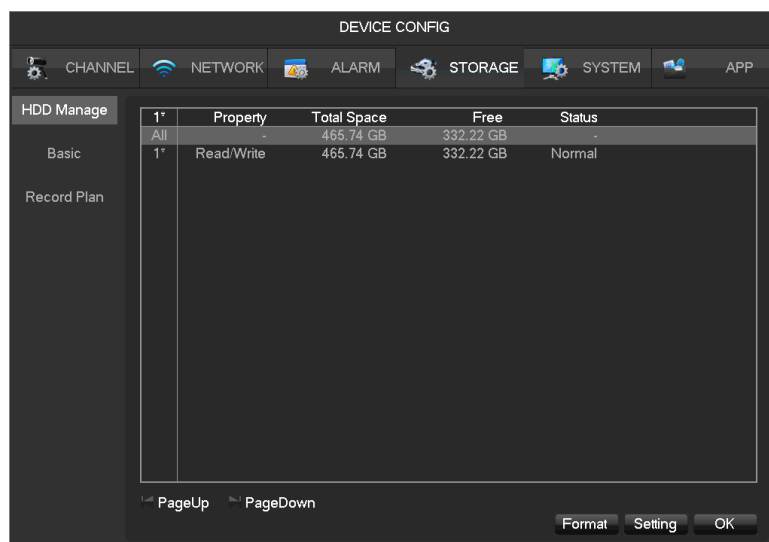 DEVICE CONFIG
CHANNEL NETWORK ALARM STORAGE SYSTEM APP
HDD Manage
Basic
Record Plan
1* Property Total Space Free Status
All - 465.74 GB 332.22 GB -
1* Read/Write 465.74 GB 332.22 GB Normal
PageUp PageDown
Format Setting OK